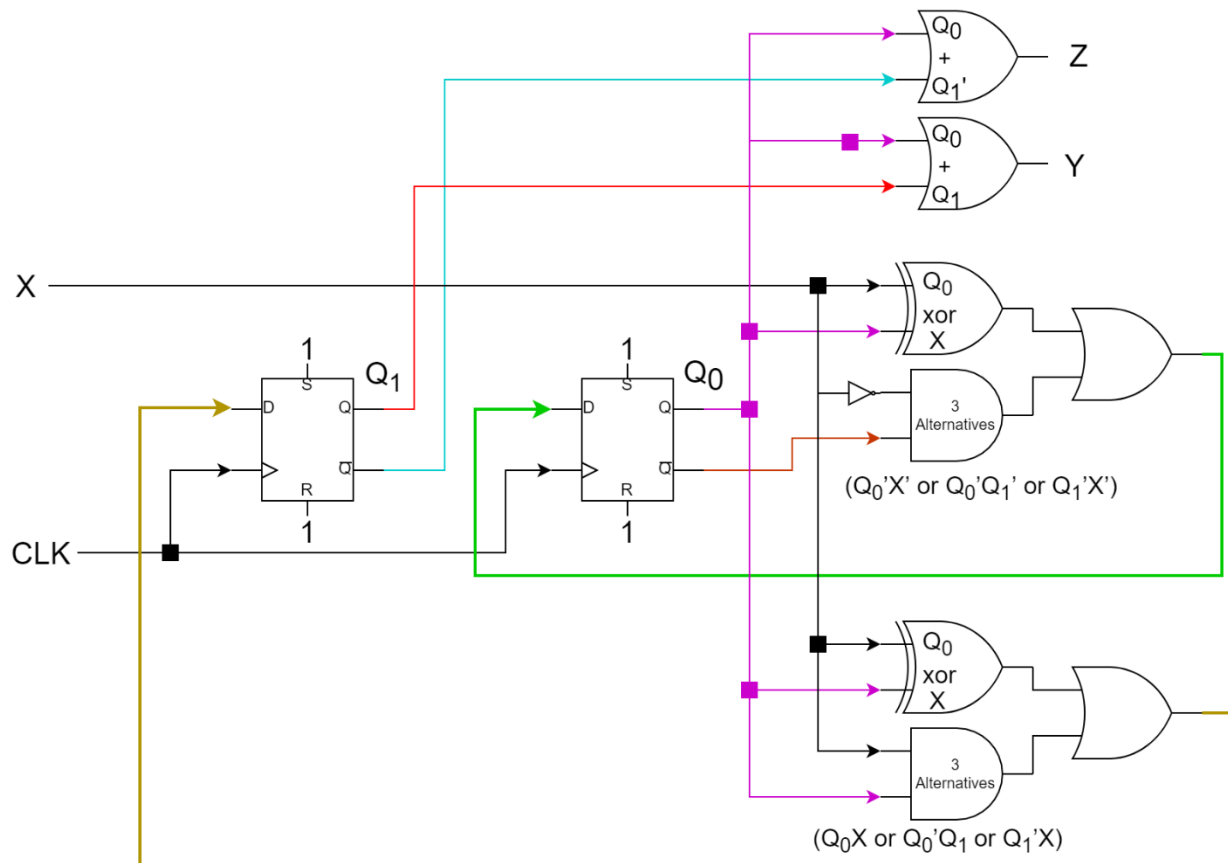 Q0
+
Q1'
Z
Q0
+
Q1
Y
X
Q0
xor
X
1
S
Q1
D
Q
Q
R
1
1
S
Q0
D
Q
Q
R
1
3
Alternatives
(Q0'X' or Q0'Q1' or Q1'X')
CLK
Q0
xor
X
3
Alternatives
(Q0X or Q0'Q1 or Q1'X)